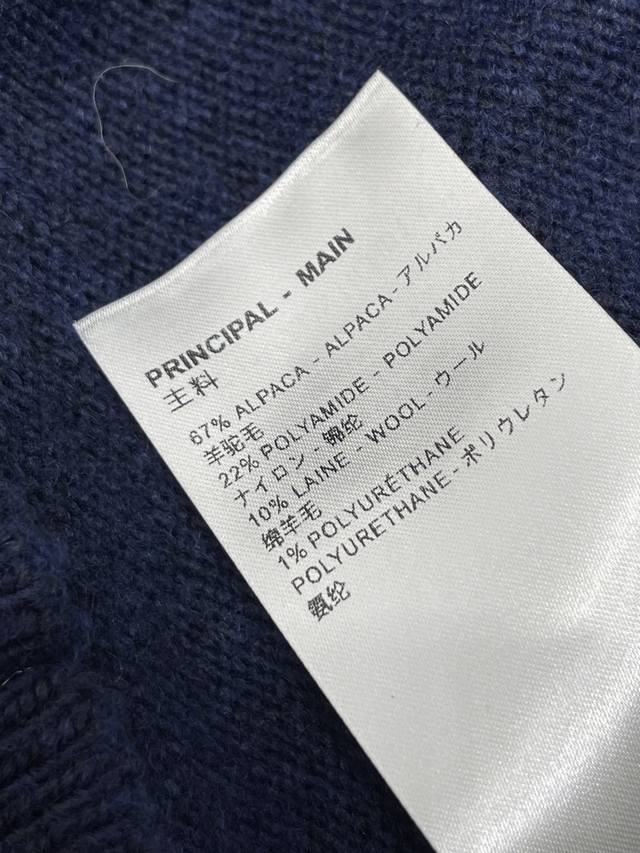 PRINCIPAL - MAIN
主料
67% ALPACA - ALPACA - アルパカ
羊驼毛
22% POLYAMIDE - POLYAMIDE
ナイロン - 锦纶
10% LAINE - WOOL - ウール
绵羊毛
1% POLYURÉTHANE
POLYURETHANE - ポリウレタン
氨纶